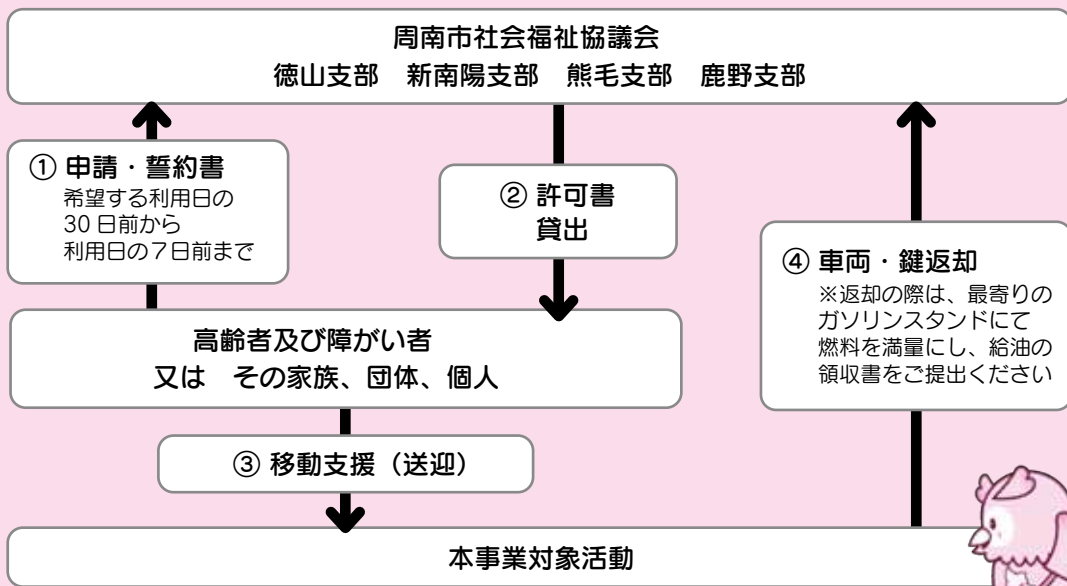 周南市社会福祉協議会
徳山支部　新南陽支部　熊毛支部　鹿野支部
① 申請・誓約書
希望する利用日の
30 日前から
利用日の７日前まで
② 許可書
貸出
高齢者及び障がい者
又は　その家族、団体、個人
③ 移動支援（送迎）
④ 車両・鍵返却
※返却の際は、最寄りの
ガソリンスタンドにて
燃料を満量にし、給油の
領収書をご提出ください
本事業対象活動